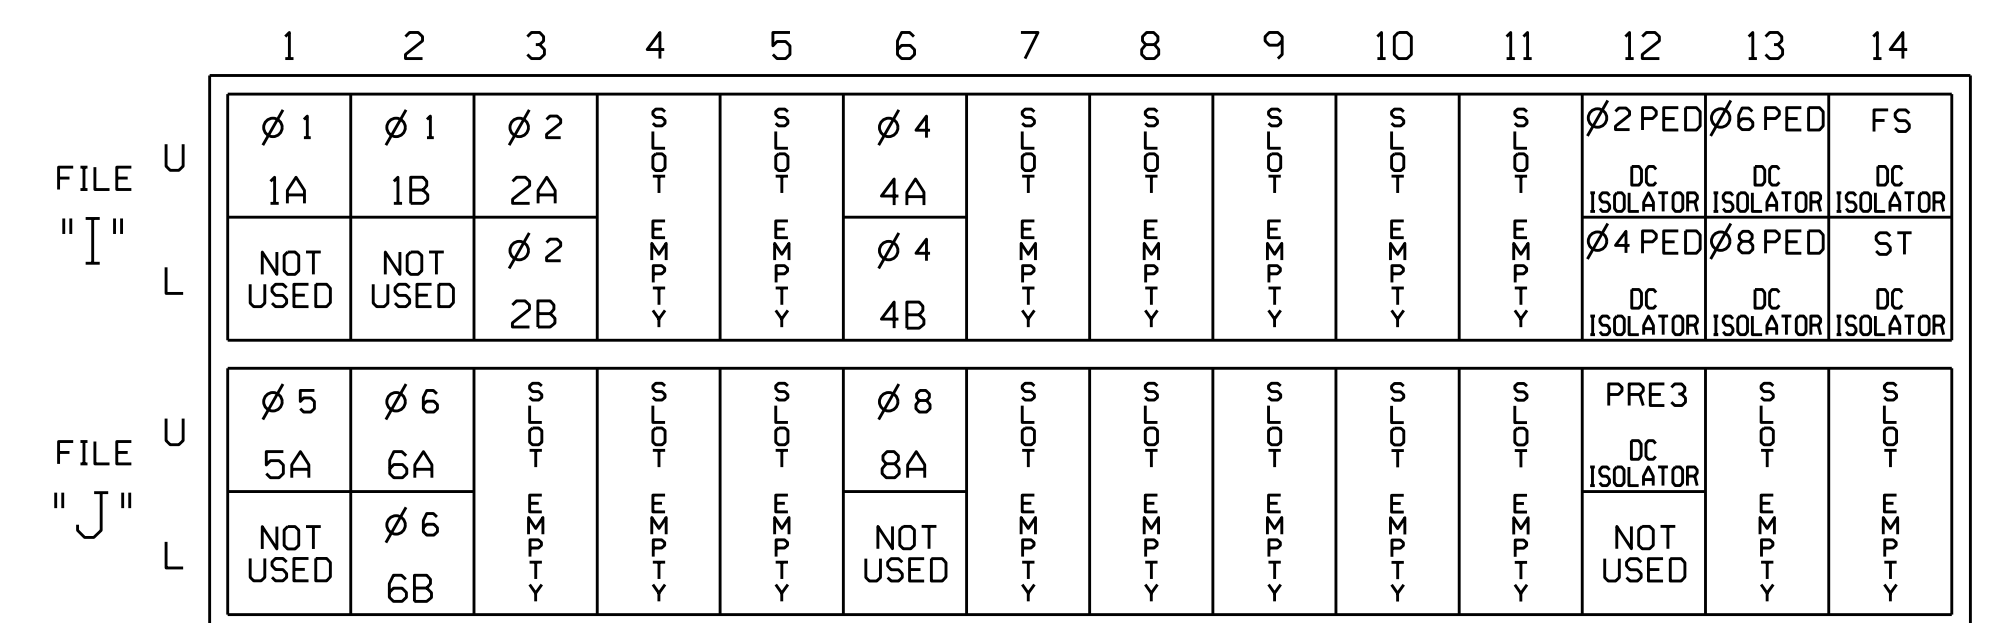 1 2 3 4 5 6 7 8 9 10 11 12 13 14
FILE "I"
U
Ø 1 Ø 1 Ø 2 SLOT EMPTY SLOT EMPTY Ø 4 SLOT EMPTY SLOT EMPTY SLOT EMPTY SLOT EMPTY SLOT EMPTY Ø2 PED Ø6 PED FS
1A 1B 2A 4A DC ISOLATOR DC ISOLATOR DC ISOLATOR
L
NOT USED NOT USED Ø 2 Ø 4 Ø4 PED Ø8 PED ST
2B 4B DC ISOLATOR DC ISOLATOR DC ISOLATOR
FILE "J"
U
Ø 5 Ø 6 SLOT EMPTY SLOT EMPTY SLOT EMPTY Ø 8 SLOT EMPTY SLOT EMPTY SLOT EMPTY SLOT EMPTY SLOT EMPTY PRE3 SLOT EMPTY SLOT EMPTY
5A 6A 8A DC ISOLATOR
L
NOT USED Ø 6 NOT USED NOT USED
6B